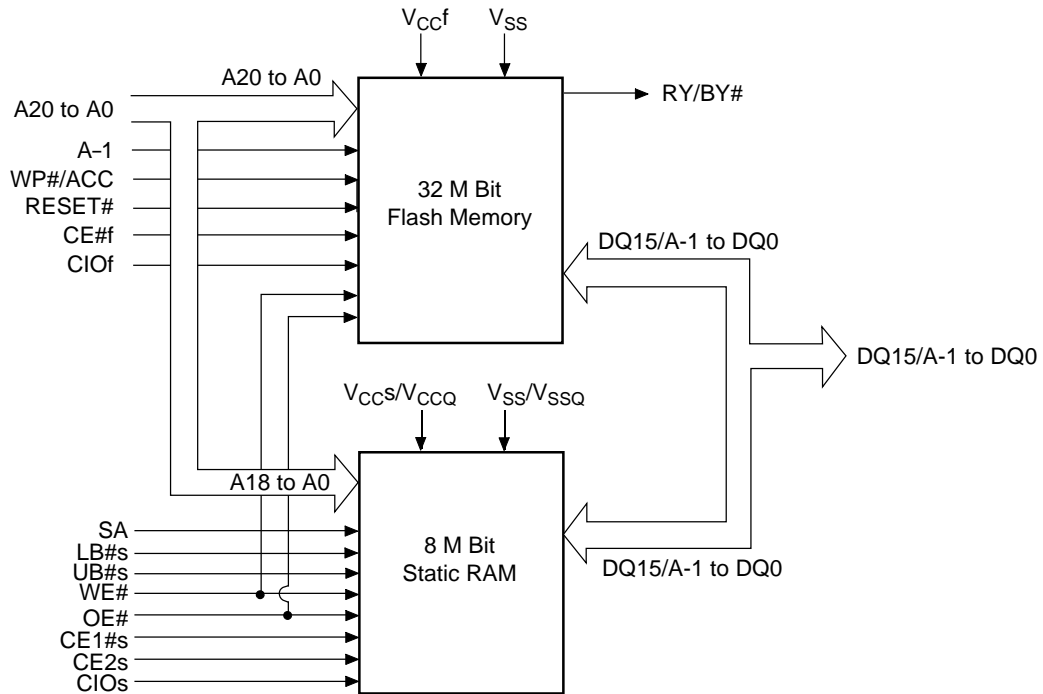 VCCf
VSS
A20 to A0
A20 to A0
RY/BY#
A–1
WP#/ACC
RESET#
CE#f
CIOf
32 M Bit
Flash Memory
DQ15/A-1 to DQ0
DQ15/A-1 to DQ0
VCCs/VCCQ
VSS/VSSQ
A18 to A0
SA
LB#s
UB#s
WE#
OE#
CE1#s
CE2s
CIOs
8 M Bit
Static RAM
DQ15/A-1 to DQ0